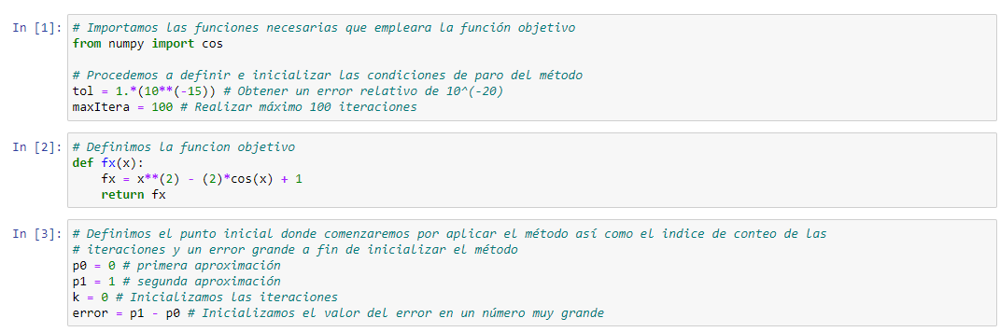 In [1]: # Importamos las funciones necesarias que empleara la función objetivo
from numpy import cos
# Procedemos a definir e inicializar las condiciones de paro del método
tol = 1.*(10**(-15)) # Obtener un error relativo de 10^(-20)
maxItera = 100 # Realizar máximo 100 iteraciones
In [2]: # Definimos la funcion objetivo
def fx(x):
    fx = x**(2) - (2)*cos(x) + 1
    return fx
In [3]: # Definimos el punto inicial donde comenzaremos por aplicar el método así como el indice de conteo de las
# iteraciones y un error grande a fin de inicializar el método
p0 = 0 # primera aproximación
p1 = 1 # segunda aproximación
k = 0 # Inicializamos las iteraciones
error = p1 - p0 # Inicializamos el valor del error en un número muy grande